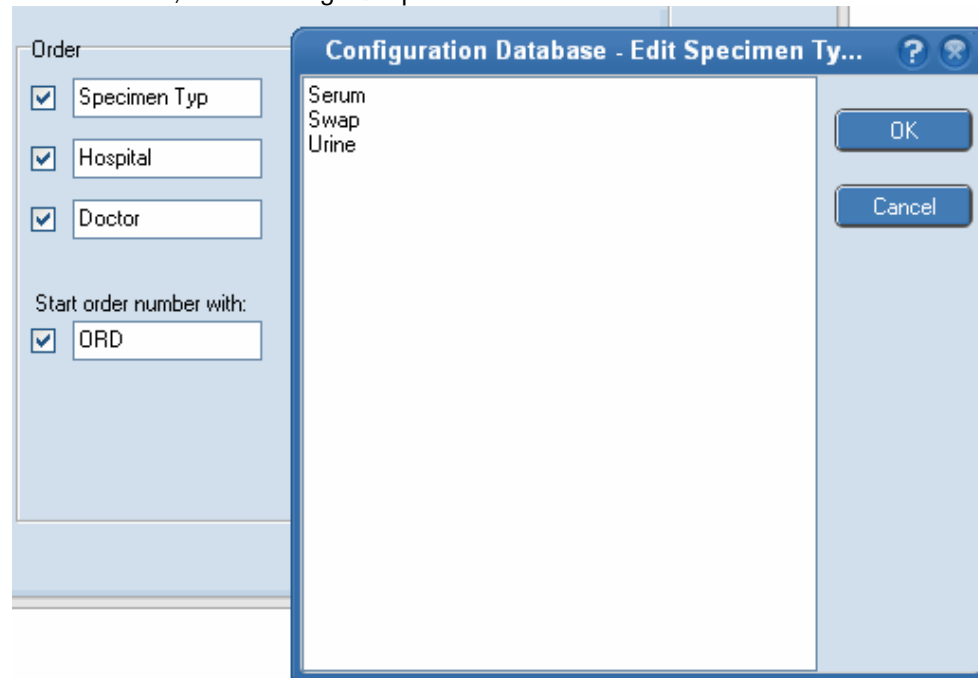 Order
Specimen Typ
Hospital
Doctor
Start order number with:
ORD
Configuration Database - Edit Specimen Ty...
Serum
Swap
Urine
OK
Cancel